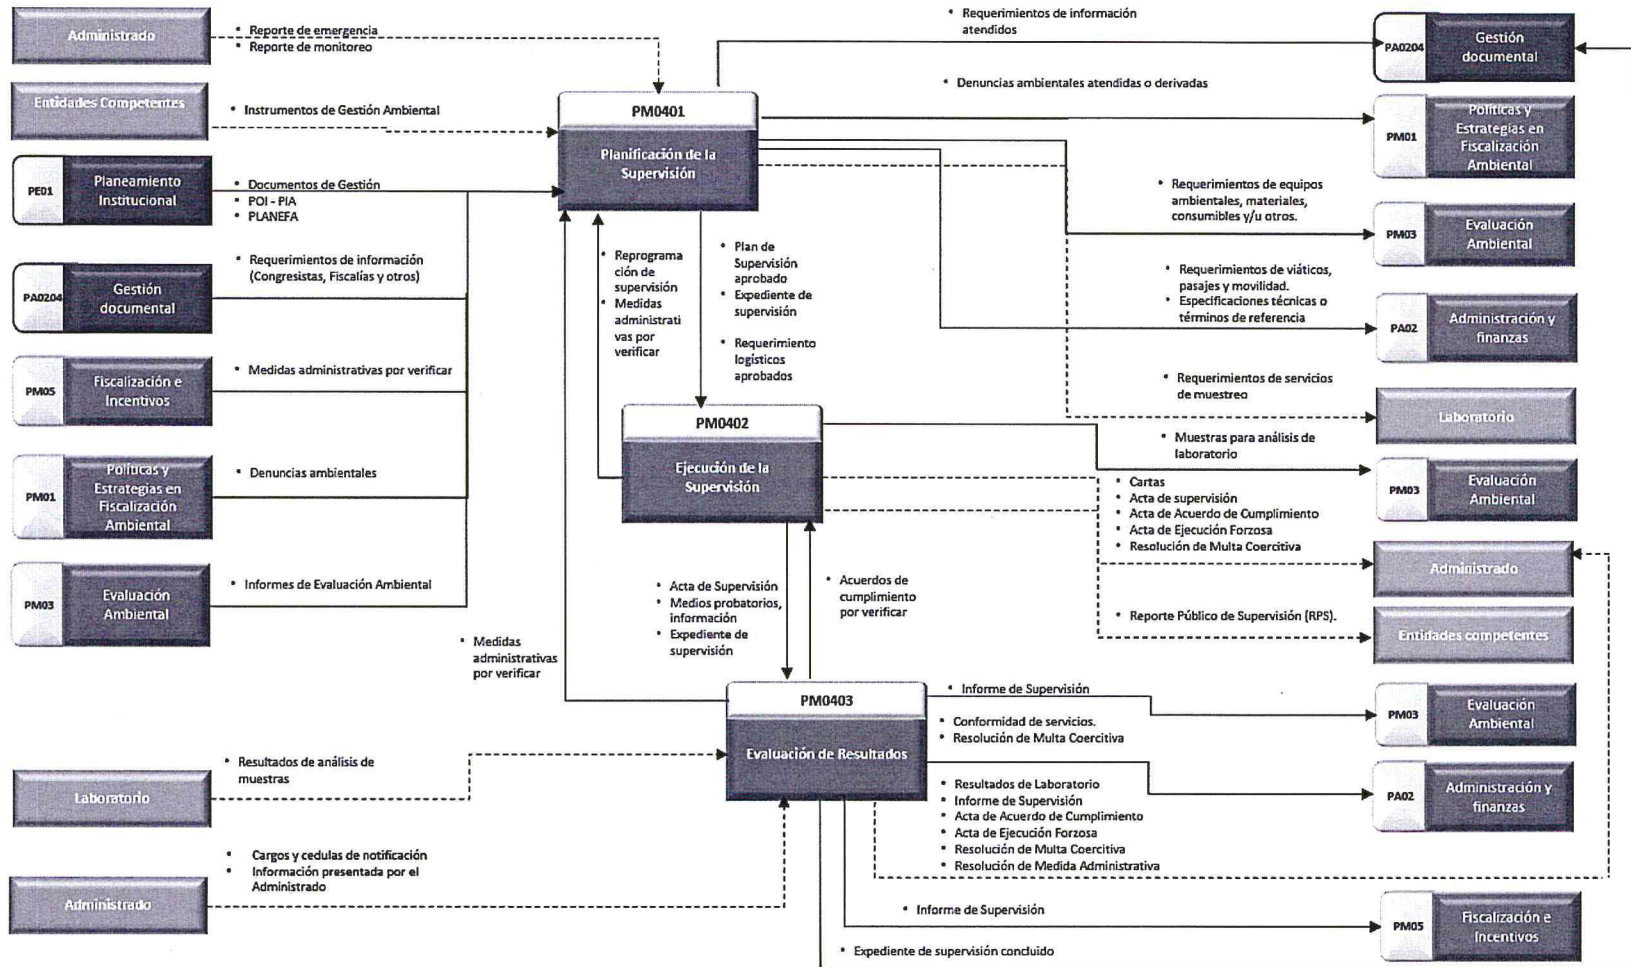 Administrado
• Reporte de emergencia
• Reporte de monitoreo
Entidades Competentes
• Instrumentos de Gestión Ambiental
PE01
Planeamiento
Institucional
• Documentos de Gestión
• POI - PIA
• PLANEFA
PA0204
Gestión
documental
• Requerimientos de información
(Congresistas, Fiscalías y otros)
PM05
Fiscalización e
Incentivos
• Medidas administrativas por verificar
PM01
Políticas y
Estrategias en
Fiscalización
Ambiental
• Denuncias ambientales
PM03
Evaluación
Ambiental
• Informes de Evaluación Ambiental
Laboratorio
• Resultados de análisis de
muestras
Administrado
• Cargos y cedulas de notificación
• Información presentada por el
Administrado
PM0401
Planificación de la
Supervisión
• Reprograma
ción de
supervisión
• Medidas
administrati
vas por
verificar
• Plan de
Supervisión
aprobado
• Expediente de
supervisión
• Requerimiento
logísticos
aprobados
PM0402
Ejecución de la
Supervisión
• Acta de Supervisión
• Medios probatorios,
información
• Expediente de
supervisión
• Acuerdos de
cumplimiento
por verificar
• Medidas
administrativas
por verificar
PM0403
Evaluación de Resultados
• Requerimientos de información
atendidos
PA0204
Gestión
documental
• Denuncias ambientales atendidas o derivadas
PM01
Políticas y
Estrategias en
Fiscalización
Ambiental
• Requerimientos de equipos
ambientales, materiales,
consumibles y/u otros.
PM03
Evaluación
Ambiental
• Requerimientos de viáticos,
pasajes y movilidad.
• Especificaciones técnicas o
términos de referencia
PA02
Administración y
finanzas
• Requerimientos de servicios
de muestreo
Laboratorio
• Muestras para análisis de
laboratorio
PM03
Evaluación
Ambiental
• Cartas
• Acta de supervisión
• Acta de Acuerdo de Cumplimiento
• Acta de Ejecución Forzosa
• Resolución de Multa Coercitiva
Administrado
• Reporte Público de Supervisión (RPS).
Entidades competentes
• Informe de Supervisión
PM03
Evaluación
Ambiental
• Conformidad de servicios.
• Resolución de Multa Coercitiva
PA02
Administración y
finanzas
• Resultados de Laboratorio
• Informe de Supervisión
• Acta de Acuerdo de Cumplimiento
• Acta de Ejecución Forzosa
• Resolución de Multa Coercitiva
• Resolución de Medida Administrativa
• Informe de Supervisión
PM05
Fiscalización e
Incentivos
• Expediente de supervisión concluido